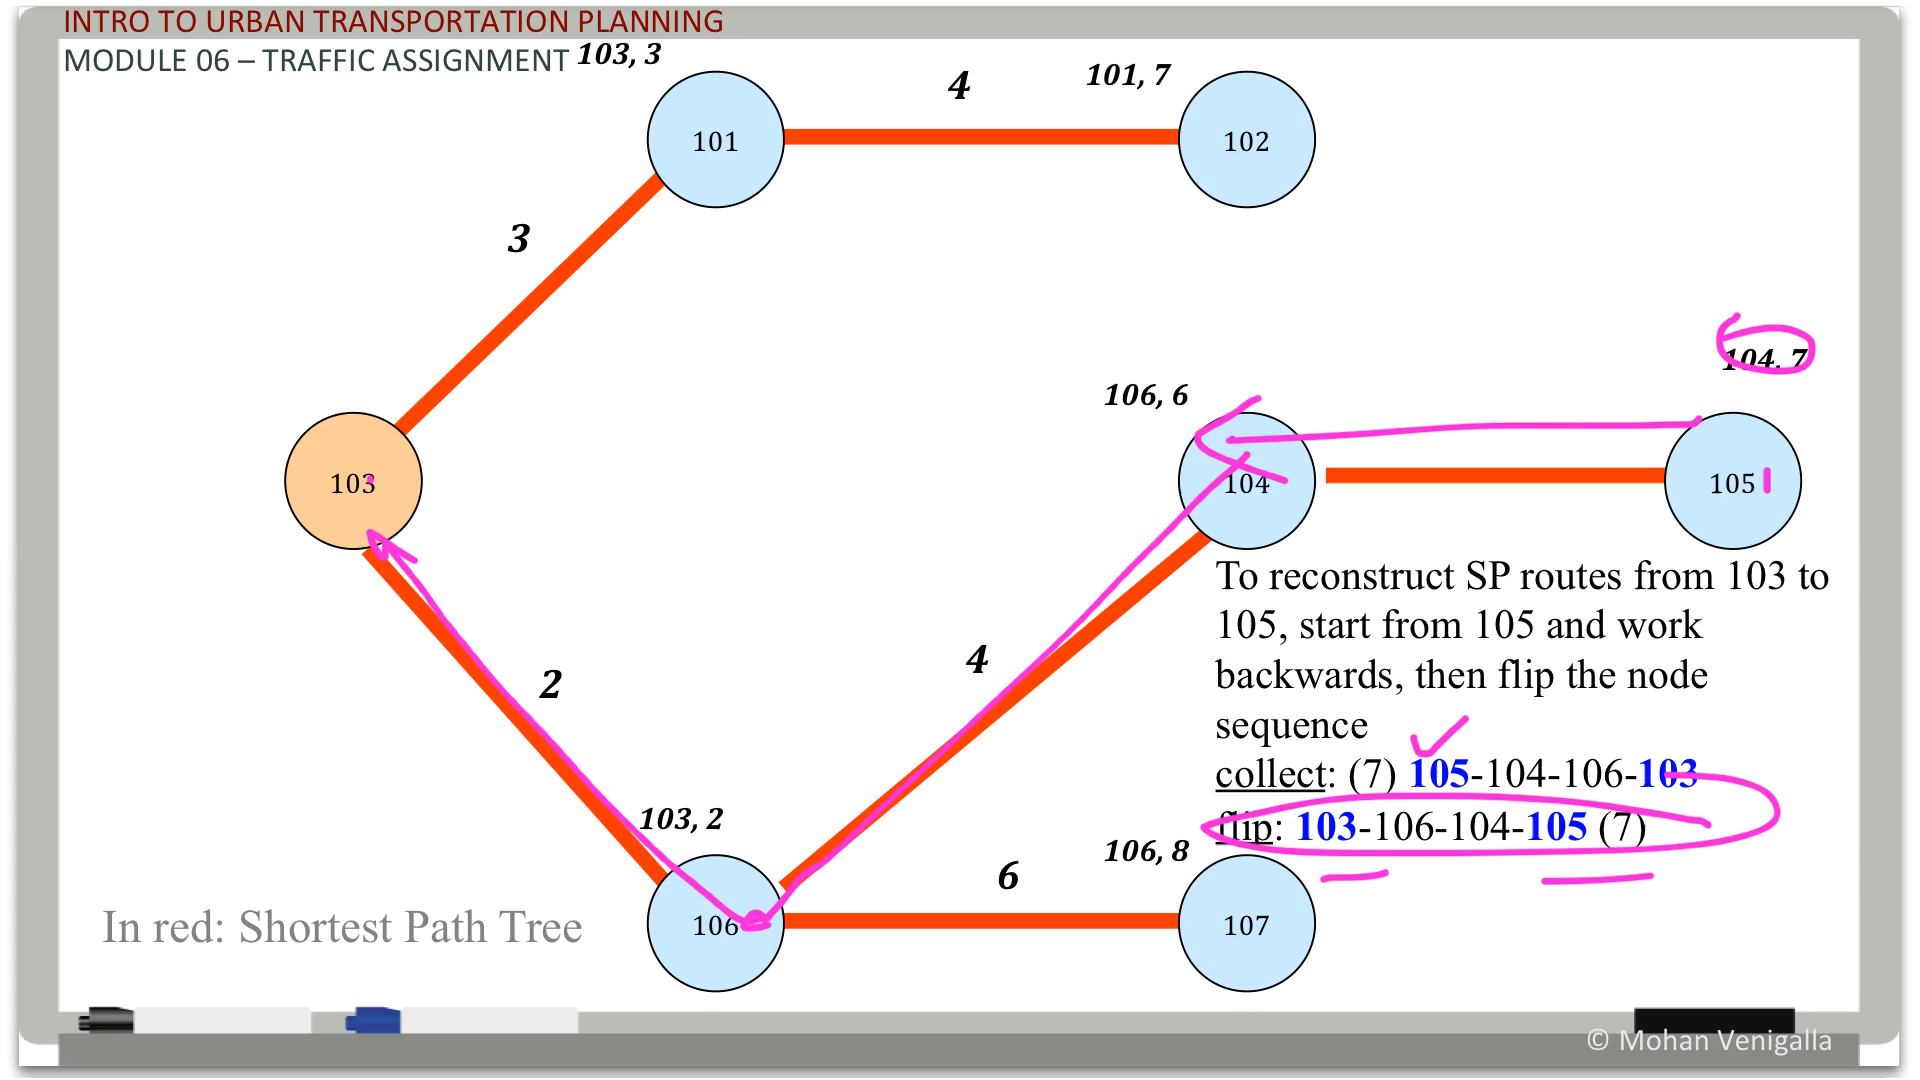 INTRO TO URBAN TRANSPORTATION PLANNING
MODULE 06 – TRAFFIC ASSIGNMENT
103, 3
4
101, 7
101
102
3
104, 7
106, 6
103
104
105
To reconstruct SP routes from 103 to
105, start from 105 and work
backwards, then flip the node
sequence
collect: (7) 105-104-106-103
flip: 103-106-104-105 (7)
2
4
103, 2
106, 8
6
106
107
In red: Shortest Path Tree
© Mohan Venigalla